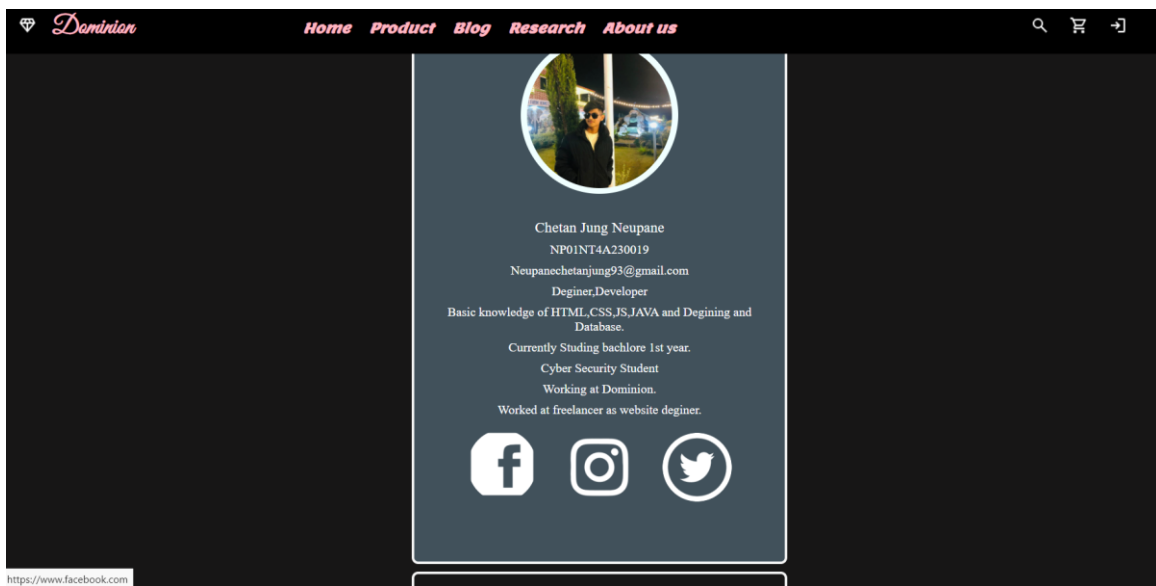 Dominion Home Product Blog Research About us
Chetan Jung Neupane
NP01NT4A230019
Neupanechetanjung93@gmail.com
Deginer,Developer
Basic knowledge of HTML,CSS,JS,JAVA and Degining and
Database.
Currently Studing bachlore 1st year.
Cyber Security Student
Working at Dominion.
Worked at freelancer as website deginer.
https://www.facebook.com